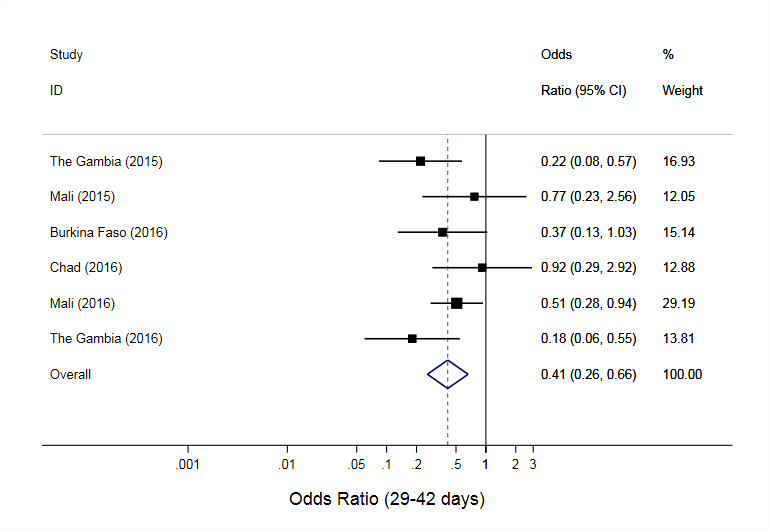 Study Odds %
ID Ratio (95% CI) Weight
The Gambia (2015) 0.22 (0.08, 0.57) 16.93
Mali (2015) 0.77 (0.23, 2.56) 12.05
Burkina Faso (2016) 0.37 (0.13, 1.03) 15.14
Chad (2016) 0.92 (0.29, 2.92) 12.88
Mali (2016) 0.51 (0.28, 0.94) 29.19
The Gambia (2016) 0.18 (0.06, 0.55) 13.81
Overall 0.41 (0.26, 0.66) 100.00
.001 .01 .05 .1 .2 .5 1 2 3
Odds Ratio (29-42 days)